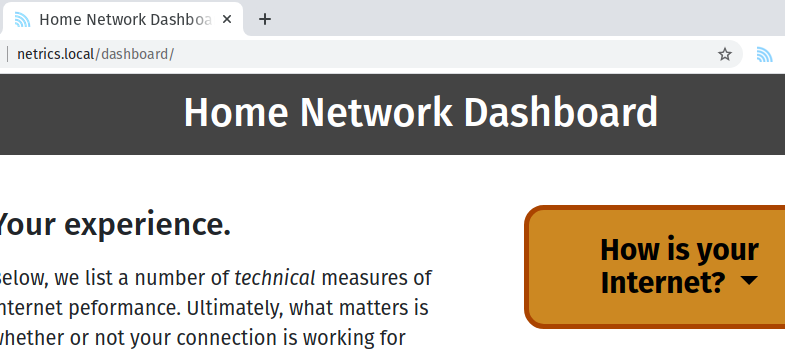 Home Network Dashboa
netrics.local/dashboard/
Home Network Dashboard
Your experience.
Below, we list a number of technical measures of
nternet peformance. Ultimately, what matters is
whether or not your connection is working for
How is your
Internet?